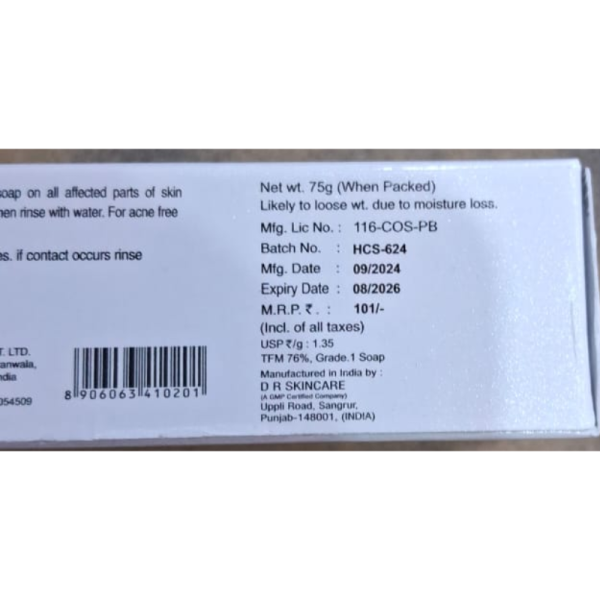 soap on all affected parts of skin
then rinse with water. For acne free
es. if contact occurs rinse
T. LTD.
anwala,
ndia
054509
8 906063 410201
Net wt. 75g (When Packed)
Likely to loose wt. due to moisture loss.
Mfg. Lic No. : 116-COS-PB
Batch No. : HCS-624
Mfg. Date : 09/2024
Expiry Date : 08/2026
M.R.P. ₹. : 101/-
(Incl. of all taxes)
USP ₹/g : 1.35
TFM 76%, Grade.1 Soap
Manufactured in India by :
D R SKINCARE
(A GMP Certified Company)
Uppli Road, Sangrur,
Punjab-148001, (INDIA)